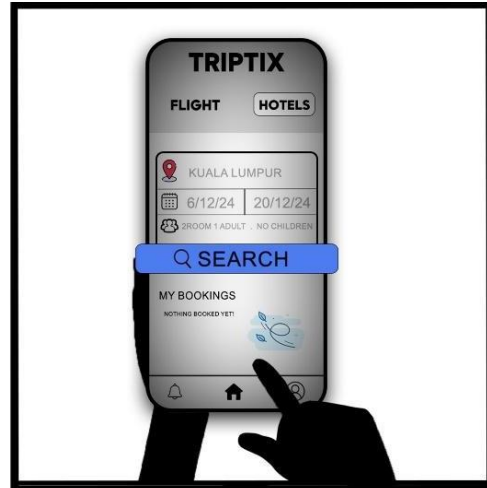 TRIPTIX
FLIGHT HOTELS
KUALA LUMPUR
6/12/24 20/12/24
2ROOM 1 ADULT . NO CHILDREN
SEARCH
MY BOOKINGS
NOTHING BOOKED YET!